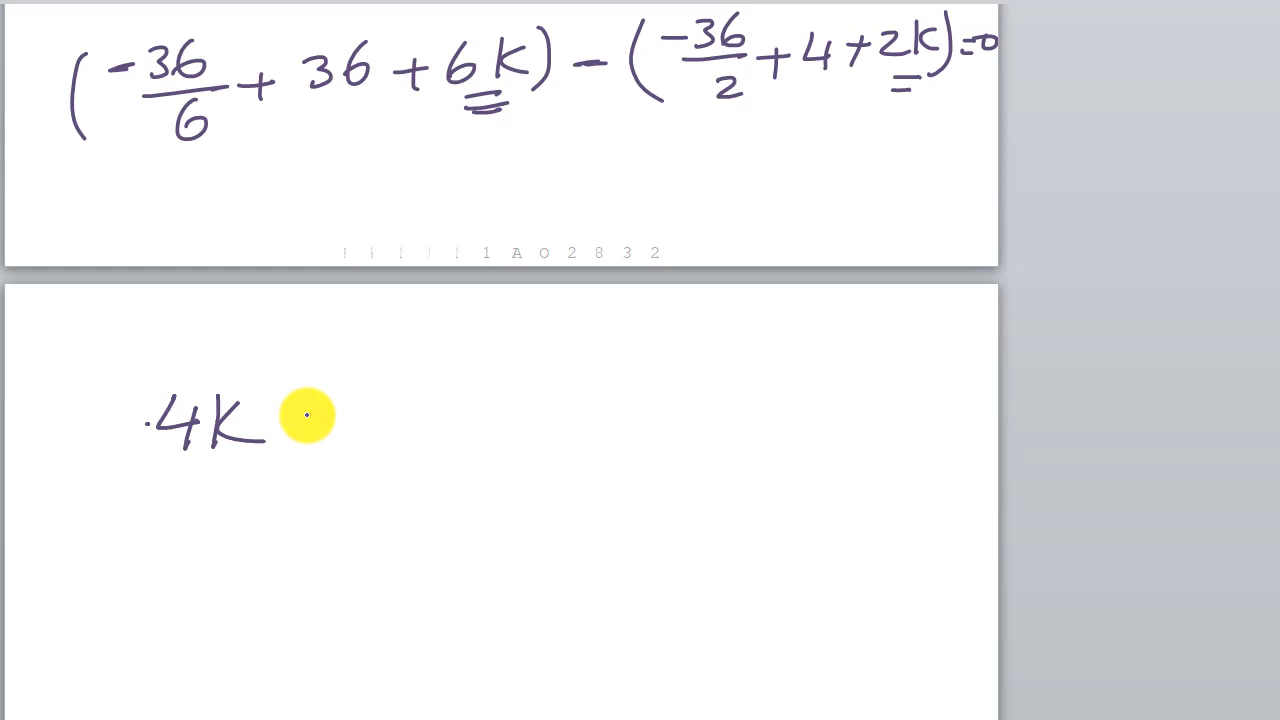 (-36/6 + 36 + 6K) - (-36/2 + 4 + 2K) = 0
1 A O 2 8 3 2
4K